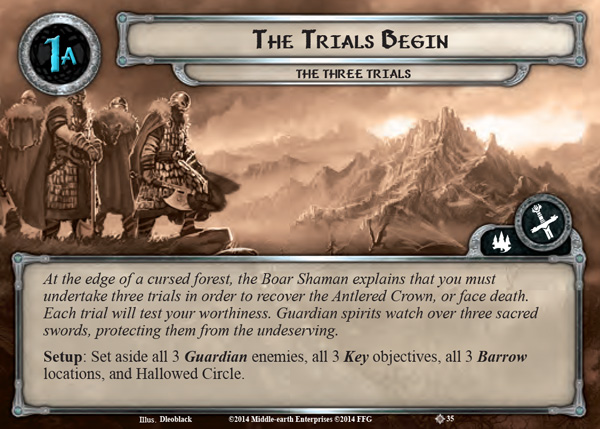 1A
THE TRIALS BEGIN
THE THREE TRIALS
At the edge of a cursed forest, the Boar Shaman explains that you must
undertake three trials in order to recover the Antlered Crown, or face death.
Each trial will test your worthiness. Guardian spirits watch over three sacred
swords, protecting them from the undeserving.
Setup: Set aside all 3 Guardian enemies, all 3 Key objectives, all 3 Barrow
locations, and Hallowed Circle.
Illus. Dleoblack ©2014 Middle-earth Enterprises ©2014 FFG 35